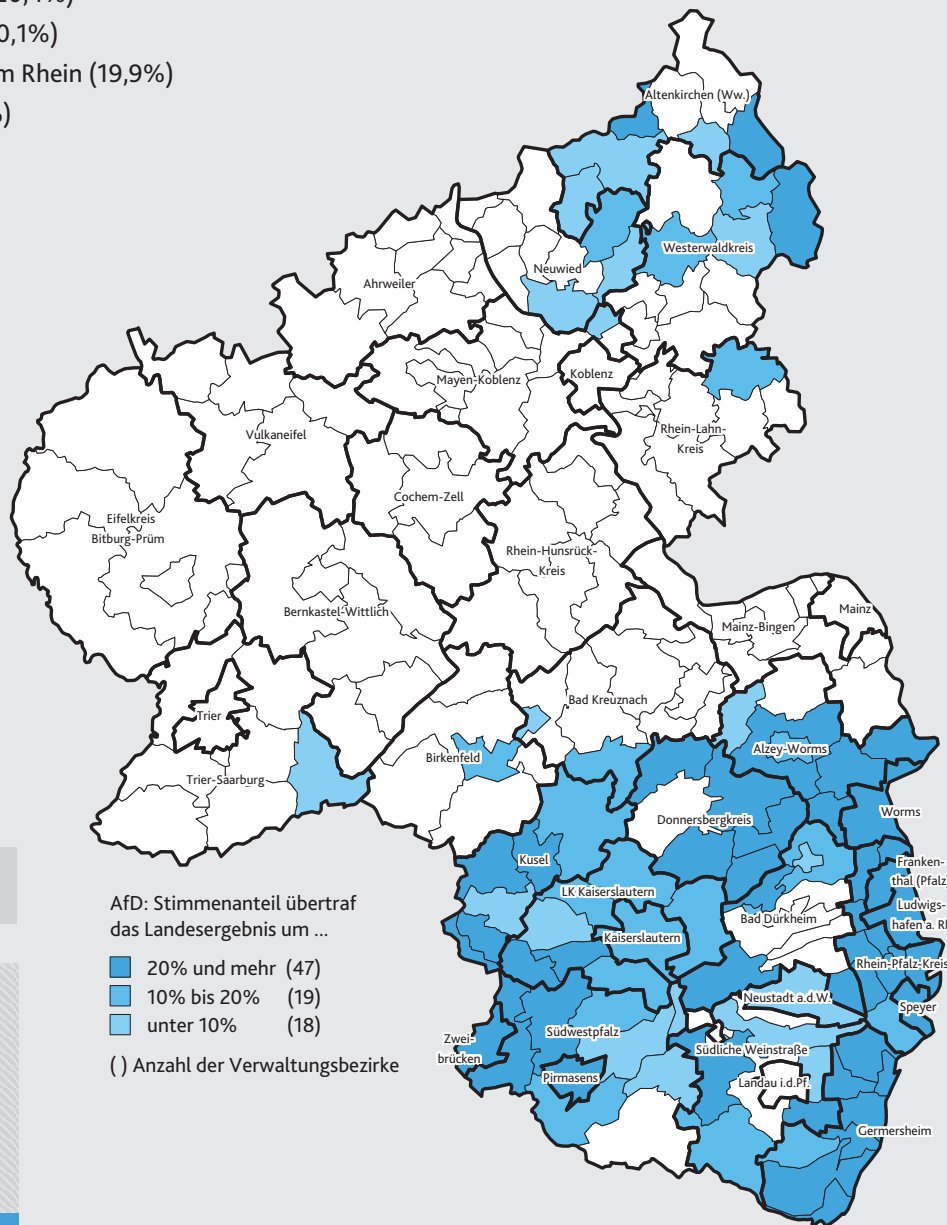 0,1%)
m Rhein (19,9%)
Altenkirchen (Ww.)
Westerwaldkreis
Neuwied
Ahrweiler
Mayen-Koblenz
Koblenz
Rhein-Lahn-
Kreis
Vulkaneifel
Cochem-Zell
Eifelkreis
Bitburg-Prüm
Rhein-Hunsrück-
Kreis
Bernkastel-Wittlich
Mainz-Bingen
Mainz
Bad Kreuznach
Trier
Trier-Saarburg
Birkenfeld
Alzey-Worms
Worms
Donnersbergkreis
Kusel
LK Kaiserslautern
Kaiserslautern
Bad Dürkheim
Franken-
thal (Pfalz)
Ludwigs-
hafen a. R
Rhein-Pfalz-Kreis
Neustadt a.d.W.
Speyer
Zwei-
brücken
Südwestpfalz
Südliche Weinstraße
Pirmasens
Landau i.d.Pf.
Germersheim
AfD: Stimmenanteil übertraf
das Landesergebnis um ...
20% und mehr (47)
10% bis 20% (19)
unter 10% (18)
( ) Anzahl der Verwaltungsbezirke